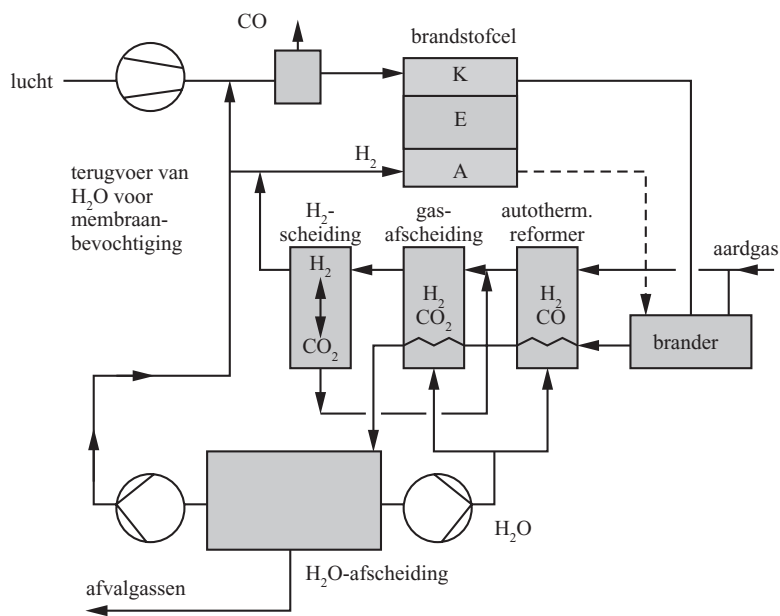 CO
brandstofcel
lucht
K
E
H₂
A
terugvoer van
H₂O voor
membraan-
bevochtiging
H₂-
scheiding
gas-
afscheiding
autotherm.
reformer
aardgas
H₂
CO₂
H₂
CO₂
H₂
CO
brander
H₂O
H₂O-afscheiding
afvalgassen